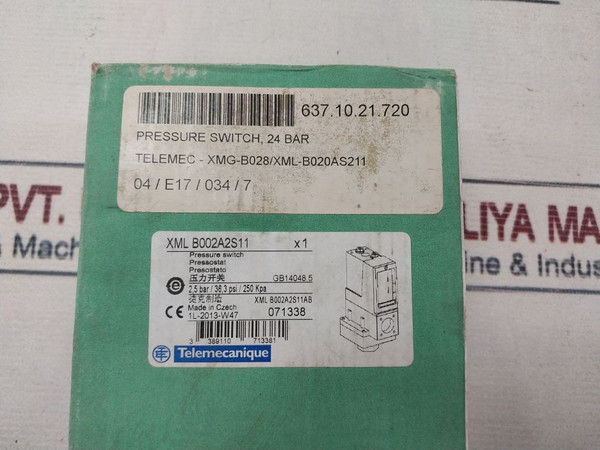 637.10.21.720
PRESSURE SWITCH, 24 BAR
TELEMEC - XMG-B028/XML-B020AS211
04 / E17 / 034 / 7
XML B002A2S11 x 1
Pressure switch
Pressostat
Presostato
压力开关 GB14048.5
2,5 bar / 36,3 psi / 250 Kpa
捷克制造 XML B002A2S11AB
Made in Czech 071338
CE 1L-2013-W47
3 389110 713381
Telemecanique
PVT.
& Mach
LIYA MA
ine & Indus